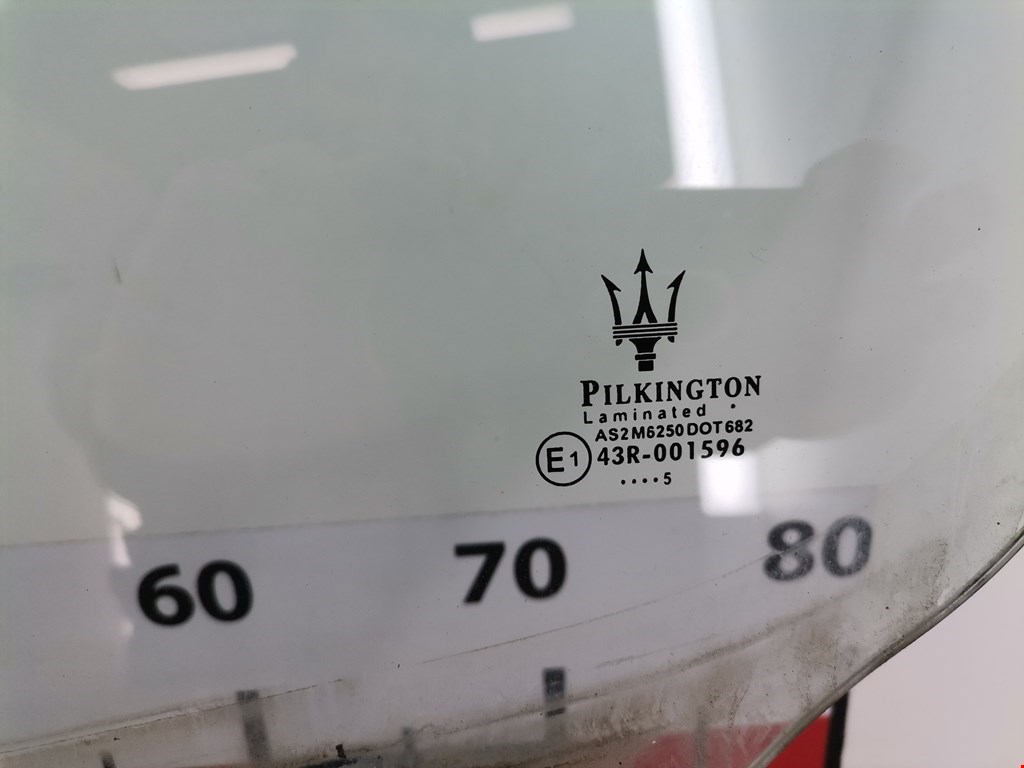 PILKINGTON
Laminated
AS2 M6250 DOT 682
E1 43R-001596
....5
60 70 80